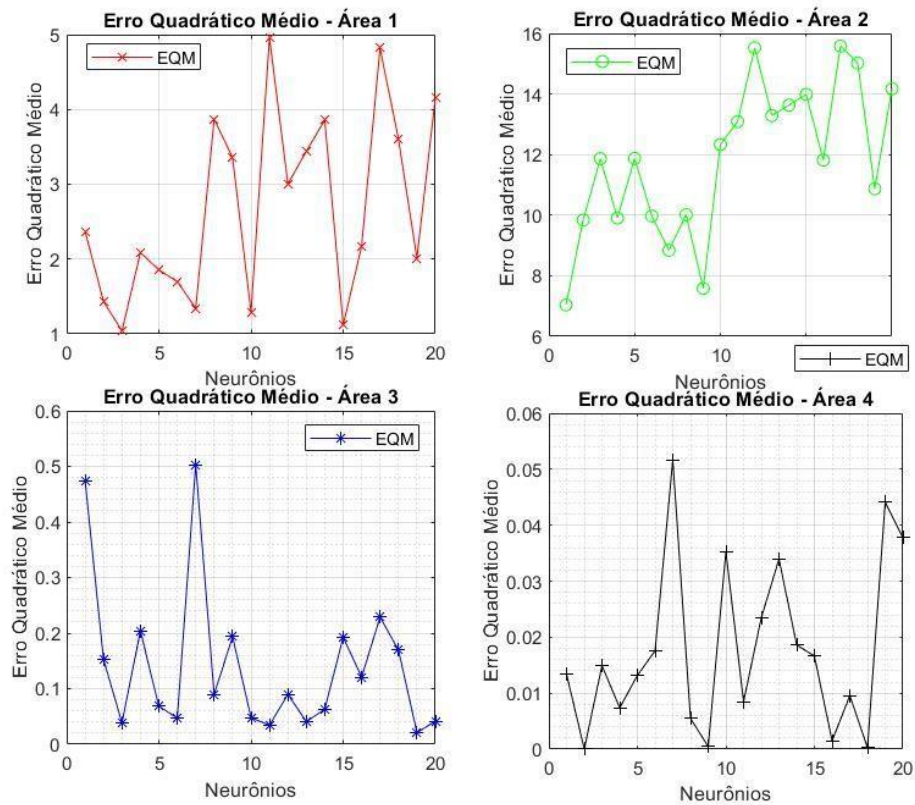 Erro Quadrático Médio - Área 1
Erro Quadrático Médio
5
4
3
2
1
EQM
0
5
10
15
20
Neurônios
Erro Quadrático Médio - Área 2
Erro Quadrático Médio
16
14
12
10
8
6
EQM
0
5
10
15
20
Neurônios
Erro Quadrático Médio - Área 3
Erro Quadrático Médio
0.6
0.5
0.4
0.3
0.2
0.1
0
EQM
0
5
10
15
20
Neurônios
EQM
Erro Quadrático Médio - Área 4
Erro Quadrático Médio
0.06
0.05
0.04
0.03
0.02
0.01
0
0
5
10
15
20
Neurônios